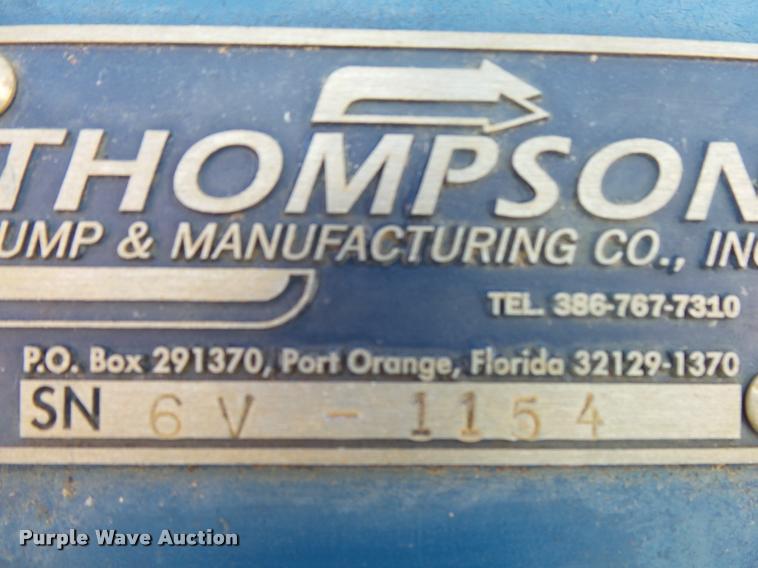 THOMPSON
UMP & MANUFACTURING CO., INC
TEL. 386-767-7310
P.O. Box 291370, Port Orange, Florida 32129-1370
SN 6V-1154
Purple Wave Auction